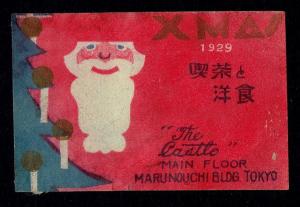 XMAS
1929
喫茶と
洋食
"The
Castle"
MAIN FLOOR
MARUNOUCHI BLDG. TOKYO